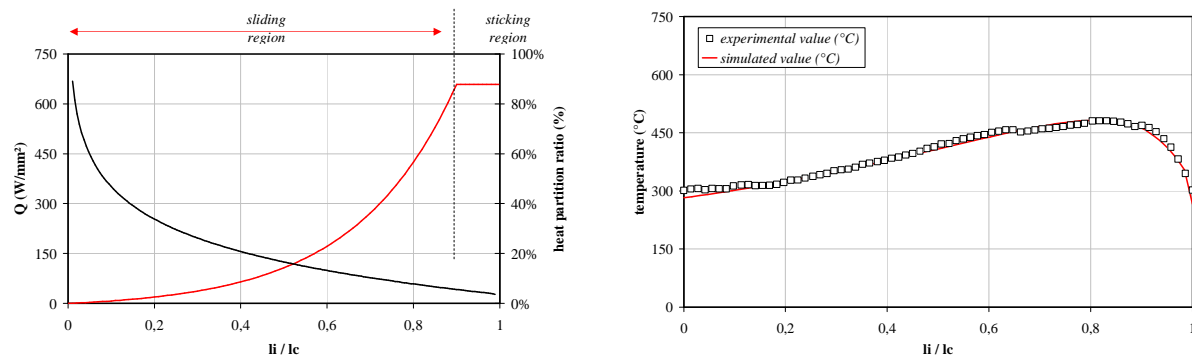 sliding
region
sticking
region
750
600
450
300
150
0
Q (W/mm²)
100%
80%
60%
40%
20%
0%
heat partition ratio (%)
0
0,2
0,4
0,6
0,8
1
li / lc
750
600
450
300
150
0
temperature (°C)
experimental value (°C)
simulated value (°C)
0
0,2
0,4
0,6
0,8
1
li / lc